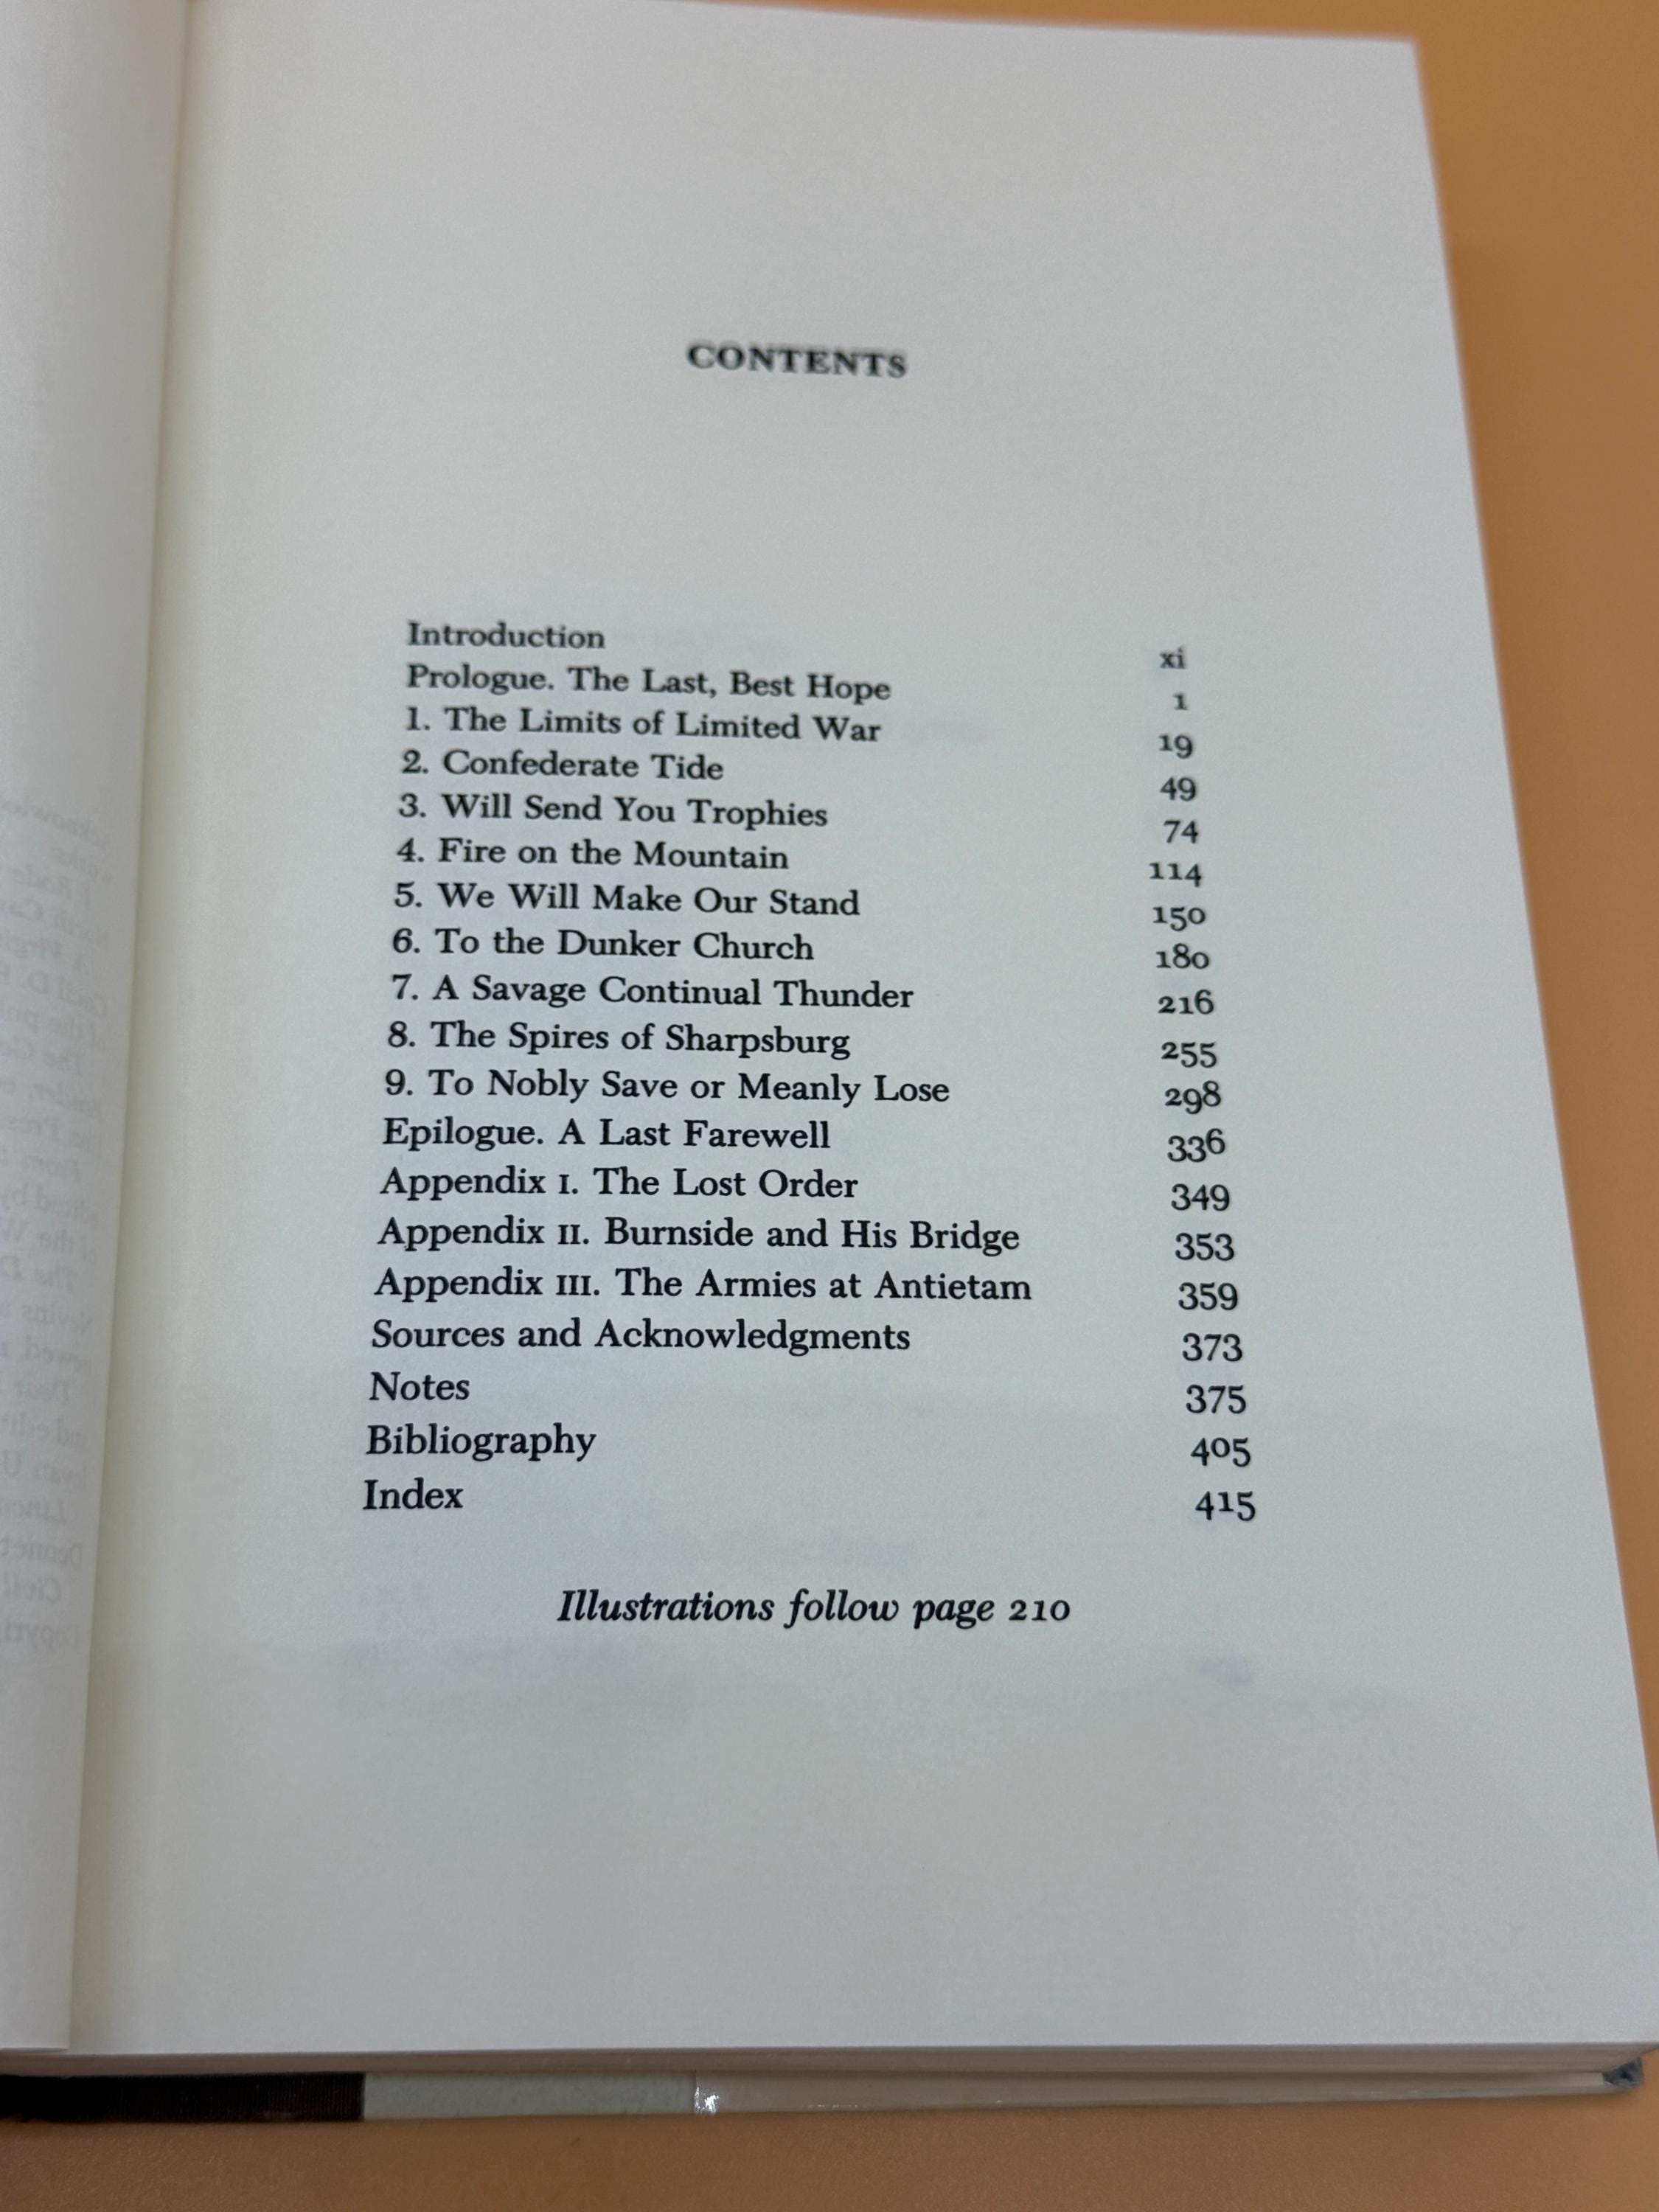 CONTENTS
Introduction xi
Prologue. The Last, Best Hope 1
1. The Limits of Limited War 19
2. Confederate Tide 49
3. Will Send You Trophies 74
4. Fire on the Mountain 114
5. We Will Make Our Stand 150
6. To the Dunker Church 180
7. A Savage Continual Thunder 216
8. The Spires of Sharpsburg 255
9. To Nobly Save or Meanly Lose 298
Epilogue. A Last Farewell 336
Appendix I. The Lost Order 349
Appendix II. Burnside and His Bridge 353
Appendix III. The Armies at Antietam 359
Sources and Acknowledgments 373
Notes 375
Bibliography 405
Index 415
Illustrations follow page 210